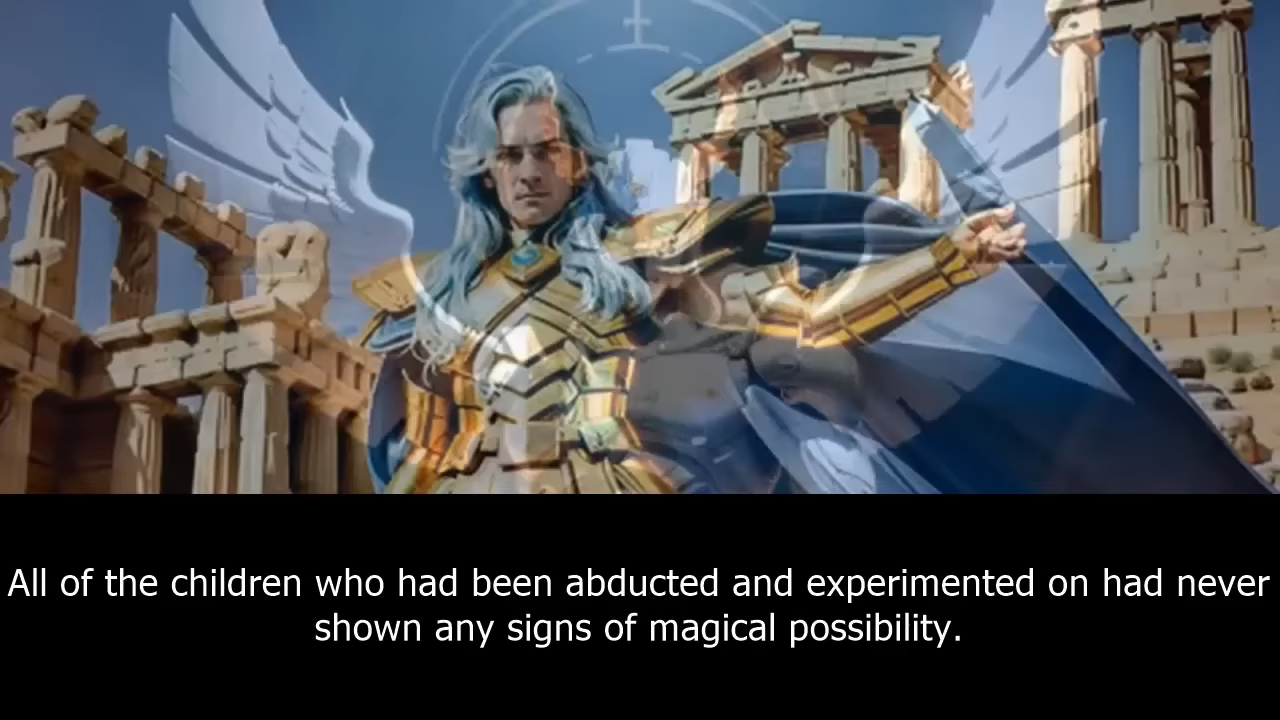 All of the children who had been abducted and experimented on had never
shown any signs of magical possibility.